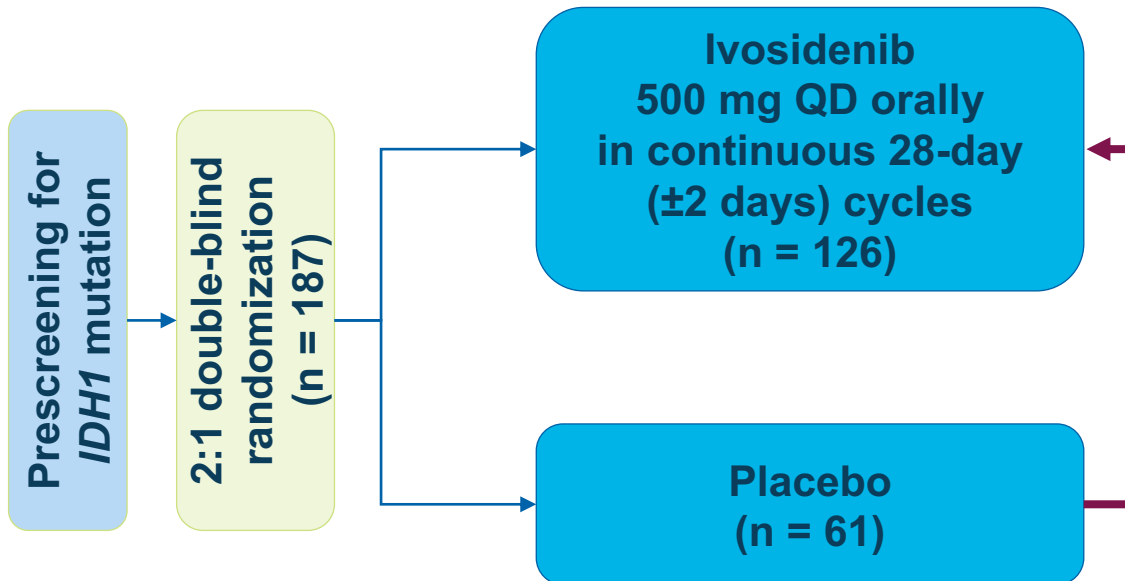 Prescreening for
IDH1 mutation
2:1 double-blind
randomization
(n = 187)
Ivosidenib
500 mg QD orally
in continuous 28-day
(±2 days) cycles
(n = 126)
Placebo
(n = 61)